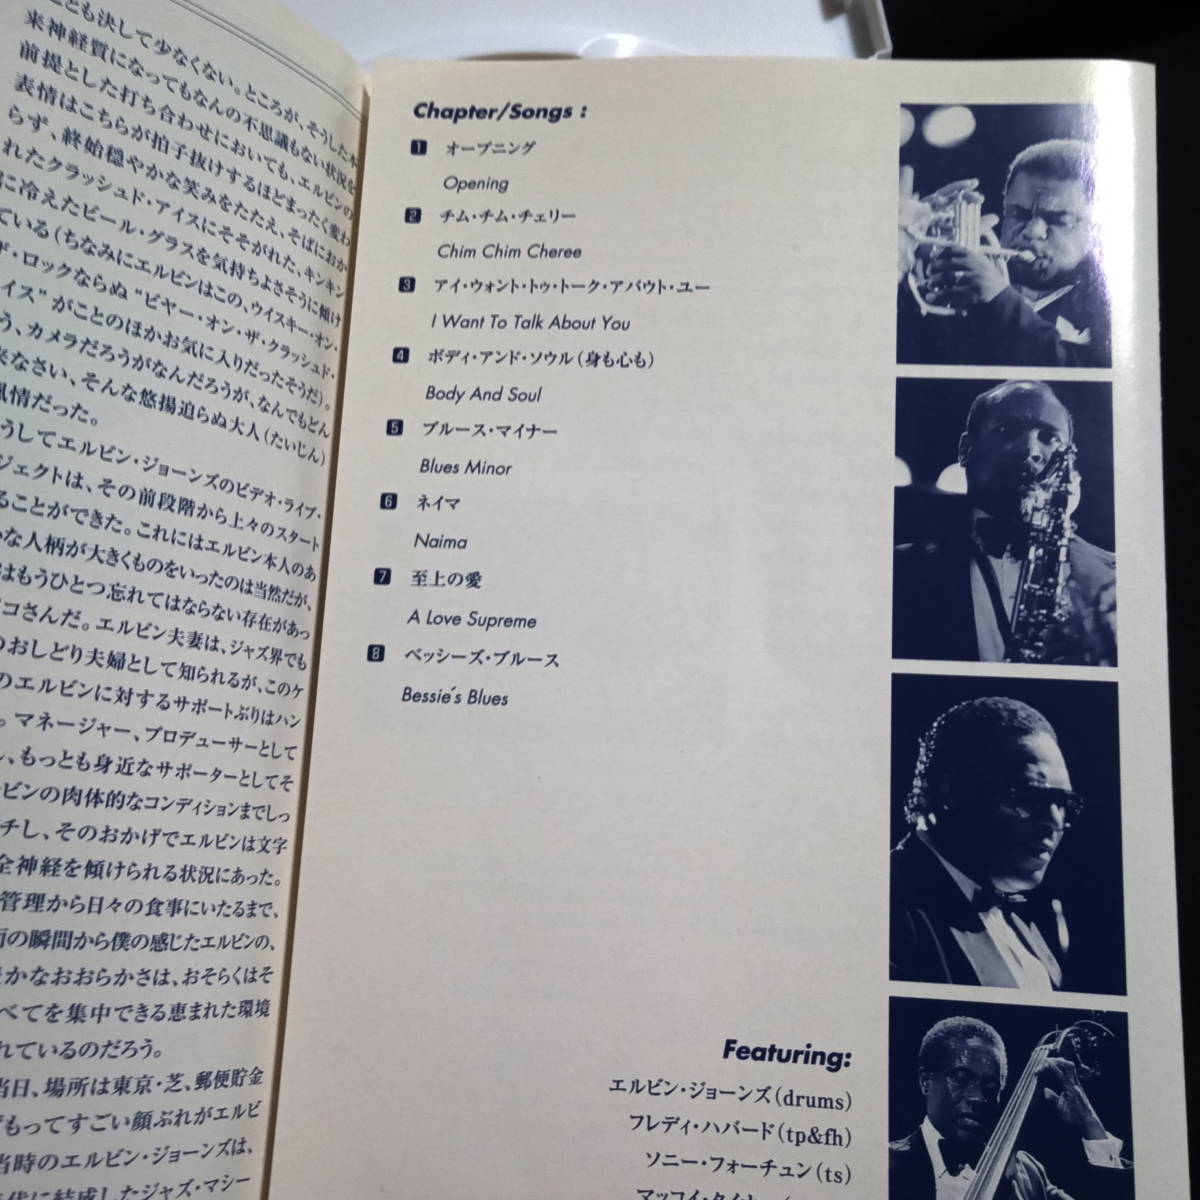 とも決して少なくない。ところが、そうした本
来神経質になってもなんの不思議もない状況を
前提とした打ち合わせにおいても、エルビンの
表情はこちらが拍子抜けするほどまったく変わ
らず、終始穏やかな笑みをたたえ、そばにおか
れたクラッシュド・アイスにそそがれた、キンキン
に冷えたビール・グラスを気持ちよさそうに傾け
ている（ちなみにエルビンはこの、ウイスキー・オン・
ザ・ロックならぬ“ビヤー・オン・ザ・クラッシュド・
イス”がことのほかお気に入りだったそうだ）。
う、カメラだろうがなんだろうが、なんでもどん
来なさい、そんな悠揚迫らぬ大人（たいじん）
風情だった。
うしてエルビン・ジョーンズのビデオ・ライブ・
ジェクトは、その前段階から上々のスタート
ることができた。これにはエルビン本人のあ
な人柄が大きくものをいったのは当然だが、
はもうひとつ忘れてはならない存在があっ
コさんだ。エルビン夫妻は、ジャズ界でも
のおしどり夫婦として知られるが、このケ
のエルビンに対するサポートぶりはハン
。マネージャー、プロデューサーとして
、もっとも身近なサポーターとしてそ
ビンの肉体的なコンディションまでしっ
チし、そのおかげでエルビンは文字
全神経を傾けられる状況にあった。
管理から日々の食事にいたるまで、
の瞬間から僕の感じたエルビンの、
かなおおらかさは、おそらくはそ
べてを集中できる恵まれた環境
れているのだろう。
当日、場所は東京・芝、郵便貯金
もってすごい顔ぶれがエルビ
当時のエルビン・ジョーンズは、
代に結成したジャズ・マシー
Chapter/Songs :
1 オープニング
Opening
2 チム・チム・チェリー
Chim Chim Cheree
3 アイ・ウォント・トゥ・トーク・アバウト・ユー
I Want To Talk About You
4 ボディ・アンド・ソウル（身も心も）
Body And Soul
5 ブルース・マイナー
Blues Minor
6 ネイマ
Naima
7 至上の愛
A Love Supreme
8 ベッシーズ・ブルース
Bessie's Blues
Featuring:
エルビン・ジョーンズ（drums）
フレディ・ハバード（tp&fh）
ソニー・フォーチュン（ts）
マッコイ・タイナー